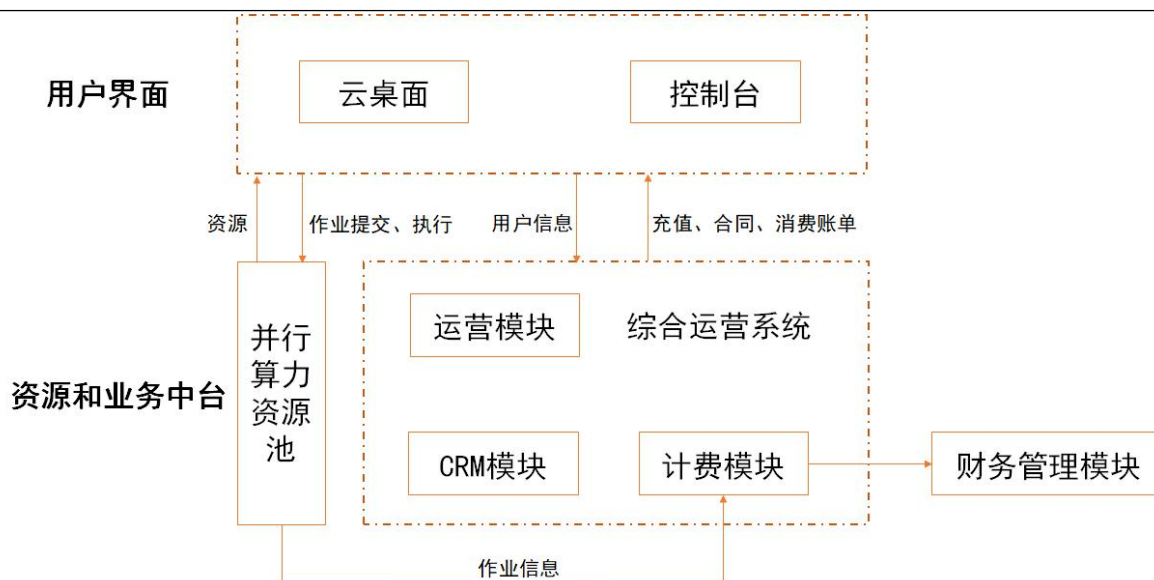 用户界面
云桌面
控制台
资源
作业提交、执行
用户信息
充值、合同、消费账单
并行
算力
资源
池
运营模块
综合运营系统
资源和业务中台
CRM模块
计费模块
财务管理模块
作业信息